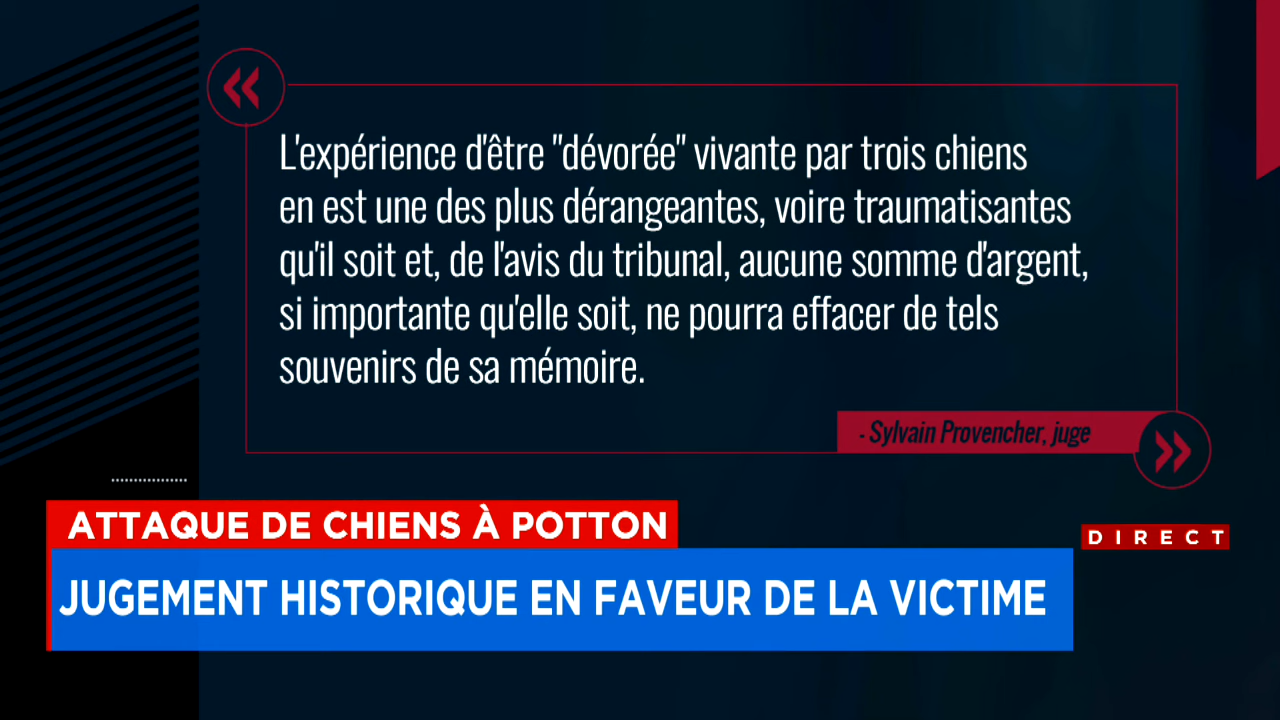 L'expérience d'être "dévorée" vivante par trois chiens
en est une des plus dérangeantes, voire traumatisantes
qu'il soit et, de l'avis du tribunal, aucune somme d'argent,
si importante qu'elle soit, ne pourra effacer de tels
souvenirs de sa mémoire.
- Sylvain Provencher, juge
ATTAQUE DE CHIENS À POTTON
DIRECT
JUGEMENT HISTORIQUE EN FAVEUR DE LA VICTIME